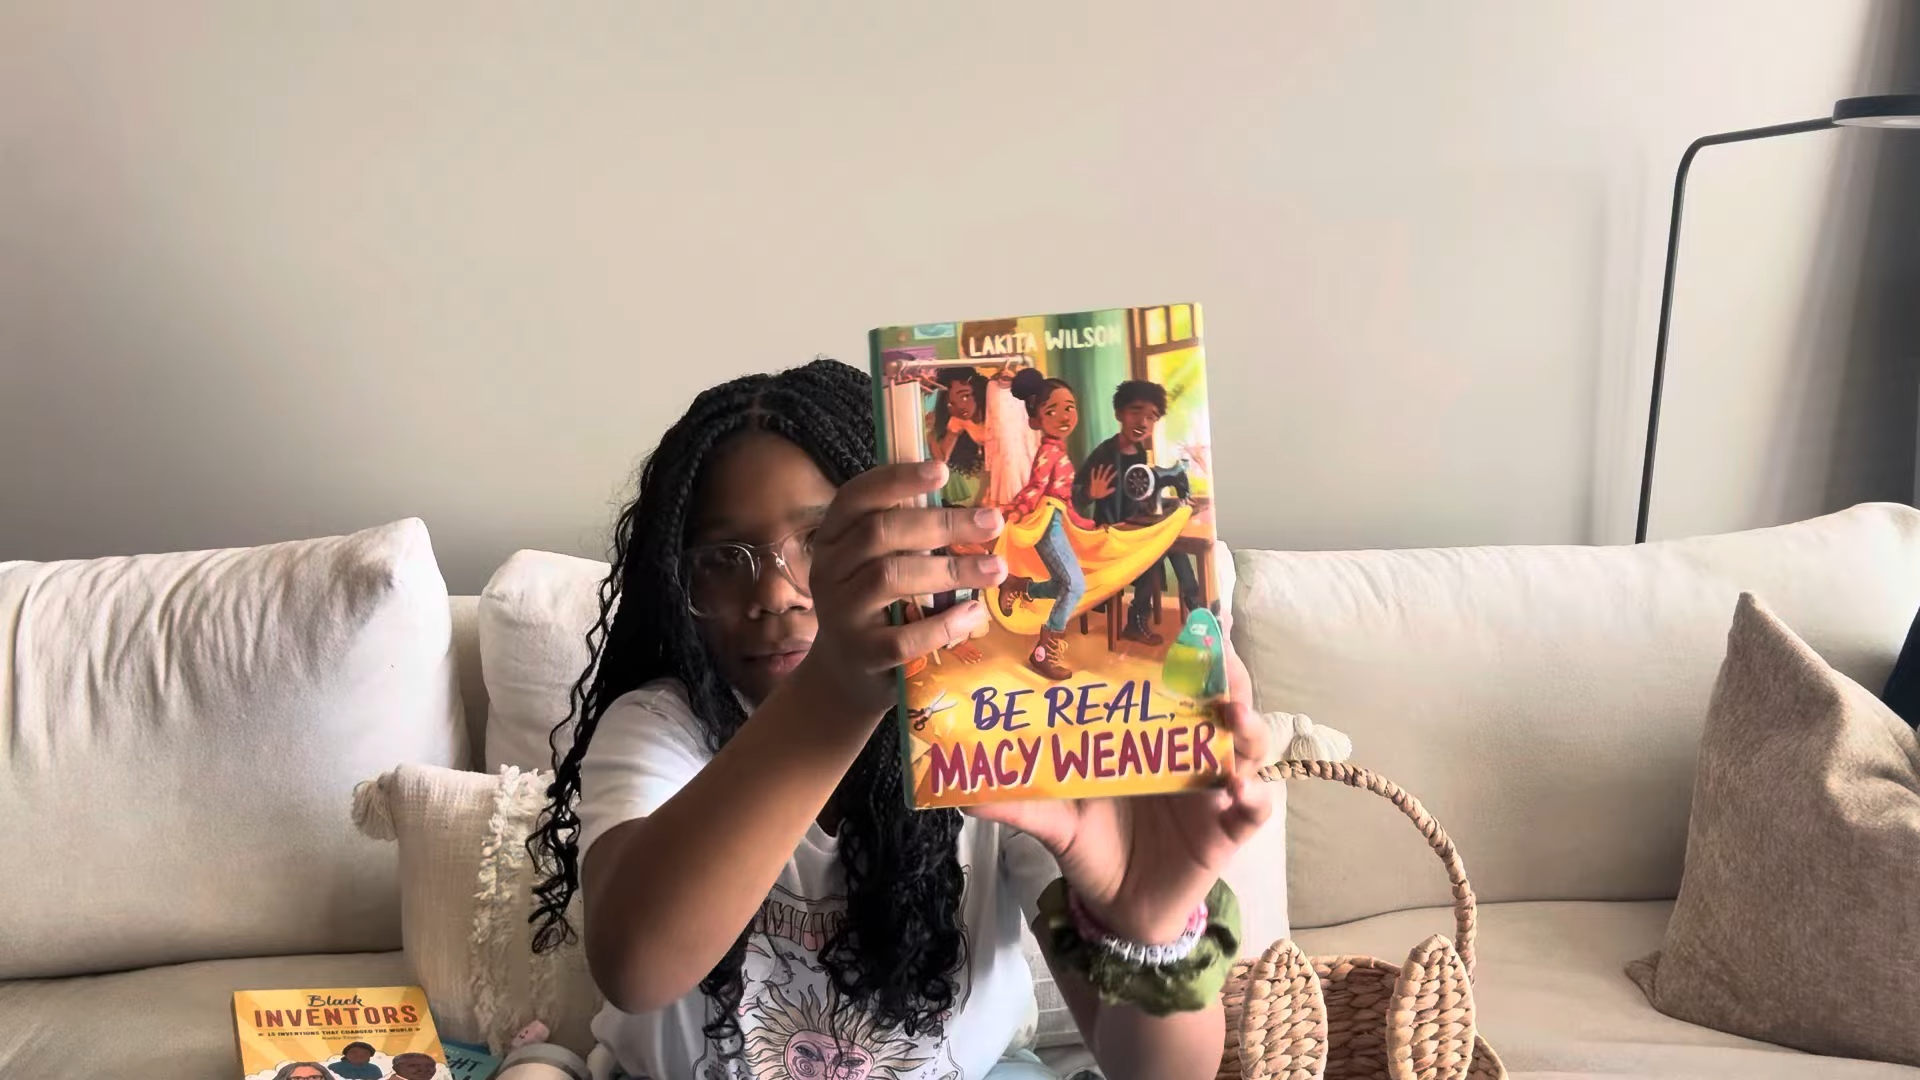 LAKITA WILSON
BE REAL,
MACY WEAVER
Black
INVENTORS
15 INVENTIONS THAT CHANGED THE WORLD